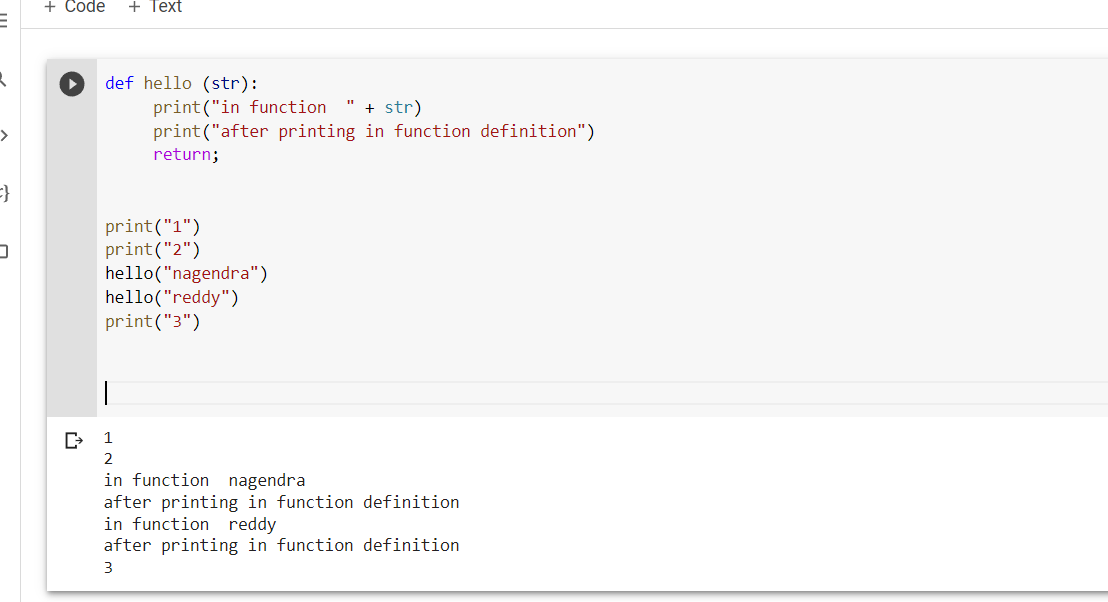 + Code + Text
def hello (str):
     print("in function  " + str)
     print("after printing in function definition")
     return;
print("1")
print("2")
hello("nagendra")
hello("reddy")
print("3")
1
2
in function  nagendra
after printing in function definition
in function  reddy
after printing in function definition
3